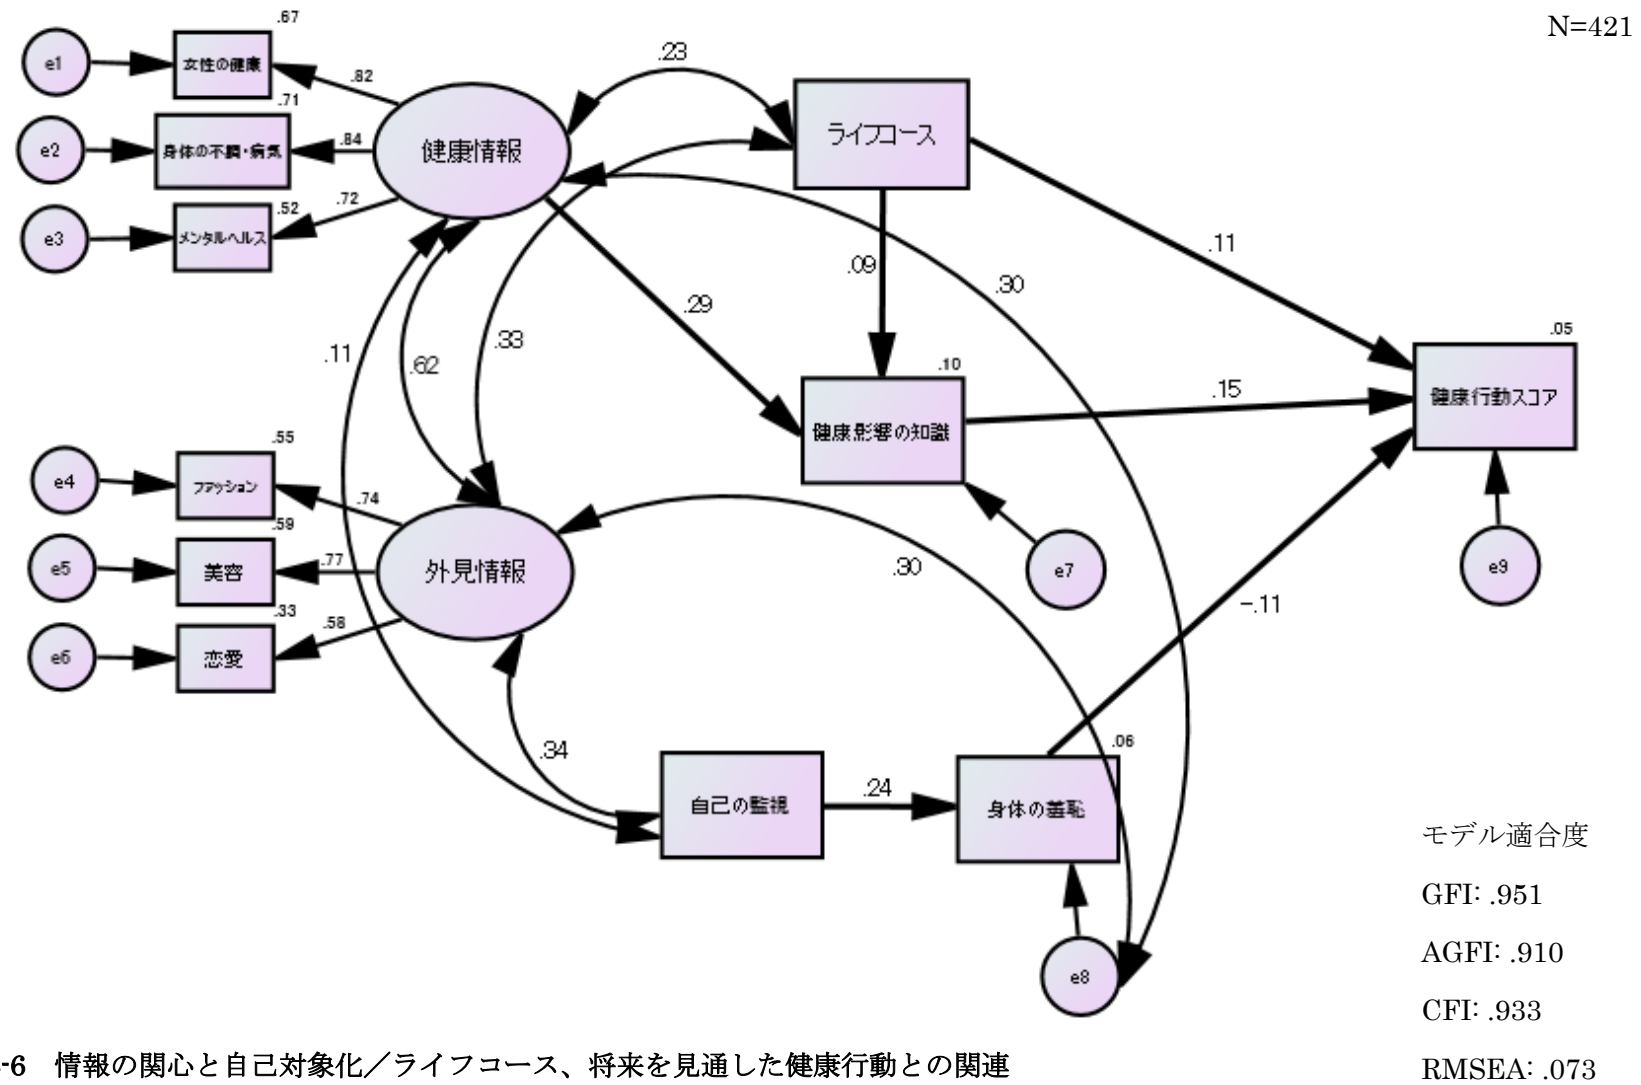 N=421
.67
e1
女性の健康
.82
.23
ライフコース
.71
e2
身体の不調・病気
.84
健康情報
.52
e3
メンタルヘルス
.72
.09
.11
.29
.30
.11
.62
.33
.10
.05
健康影響の知識
.15
健康行動スコア
.55
e4
ファッション
.74
.59
e5
美容
.77
外見情報
.30
e7
e9
.33
e6
恋愛
.58
-.11
.34
.06
自己の監視
.24
身体の羞恥
モデル適合度
GFI: .951
AGFI: .910
e8
CFI: .933
-6 情報の関心と自己対象化／ライフコース、将来を見通した健康行動との関連
RMSEA: .073